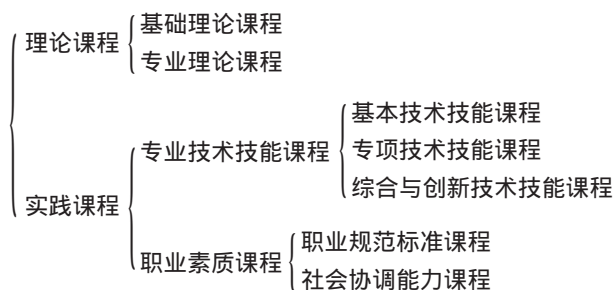 理论课程
基础理论课程
专业理论课程
实践课程
专业技术技能课程
基本技术技能课程
专项技术技能课程
综合与创新技术技能课程
职业素质课程
职业规范标准课程
社会协调能力课程